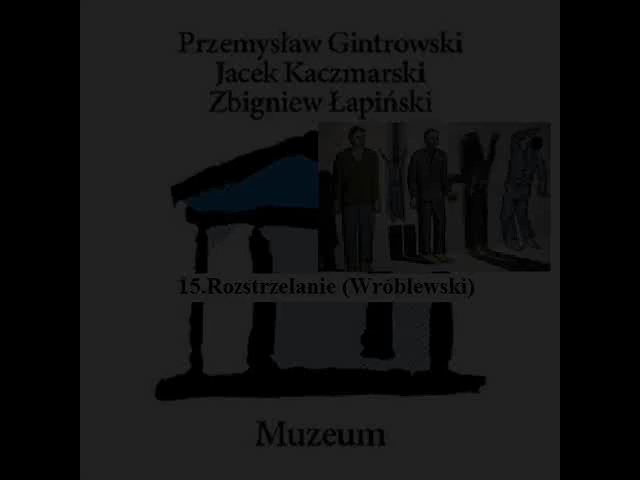 Przemysław Gintrowski
Jacek Kaczmarski
Zbigniew Łapiński
15.Rozstrzelanie (Wróblewski)
Muzeum